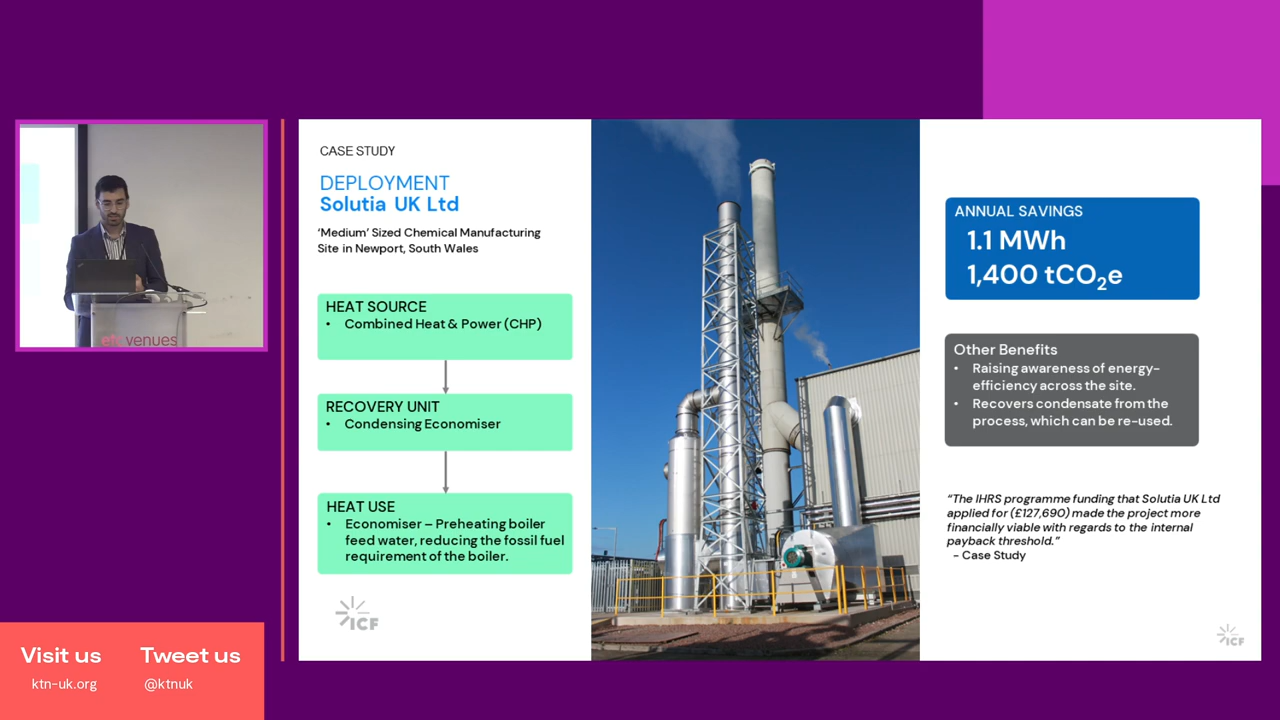 CASE STUDY
DEPLOYMENT
Solutia UK Ltd
‘Medium’ Sized Chemical Manufacturing
Site in Newport, South Wales
HEAT SOURCE
• Combined Heat & Power (CHP)
RECOVERY UNIT
• Condensing Economiser
HEAT USE
• Economiser – Preheating boiler
feed water, reducing the fossil fuel
requirement of the boiler.
ICF
ANNUAL SAVINGS
1.1 MWh
1,400 tCO₂e
Other Benefits
• Raising awareness of energy-
efficiency across the site.
• Recovers condensate from the
process, which can be re-used.
“The IHRS programme funding that Solutia UK Ltd
applied for (£127,690) made the project more
financially viable with regards to the internal
payback threshold.”
- Case Study
ICF
etc venues
Visit us
ktn-uk.org
Tweet us
@ktnuk